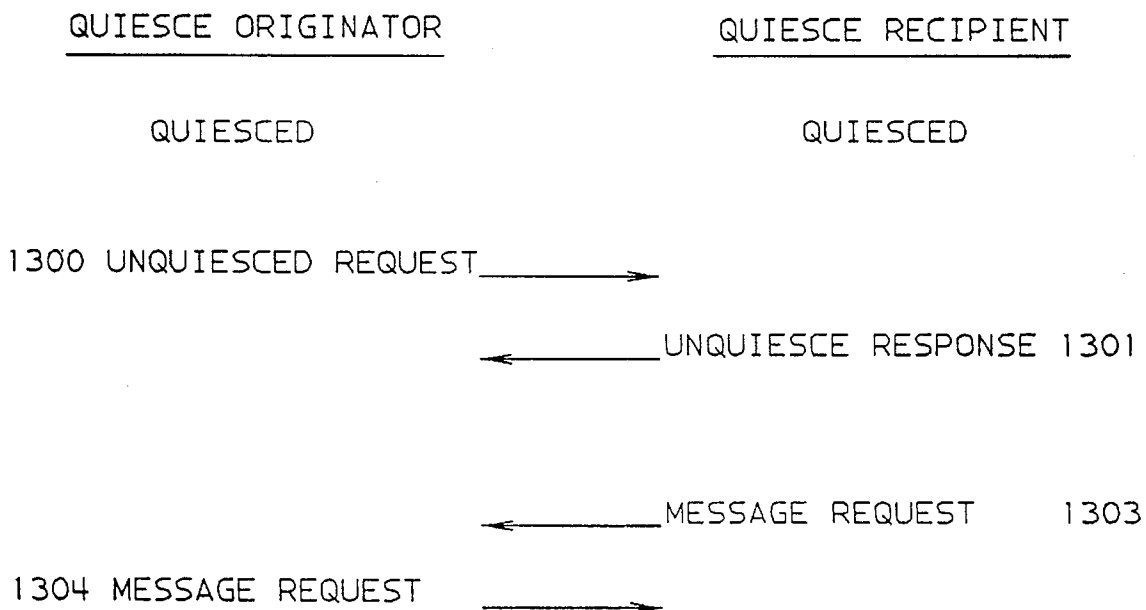 QUIESCE ORIGINATOR QUIESCE RECIPIENT
QUIESCED QUIESCED
1300 UNQUIESCED REQUEST
UNQUIESCE RESPONSE 1301
MESSAGE REQUEST 1303
1304 MESSAGE REQUEST